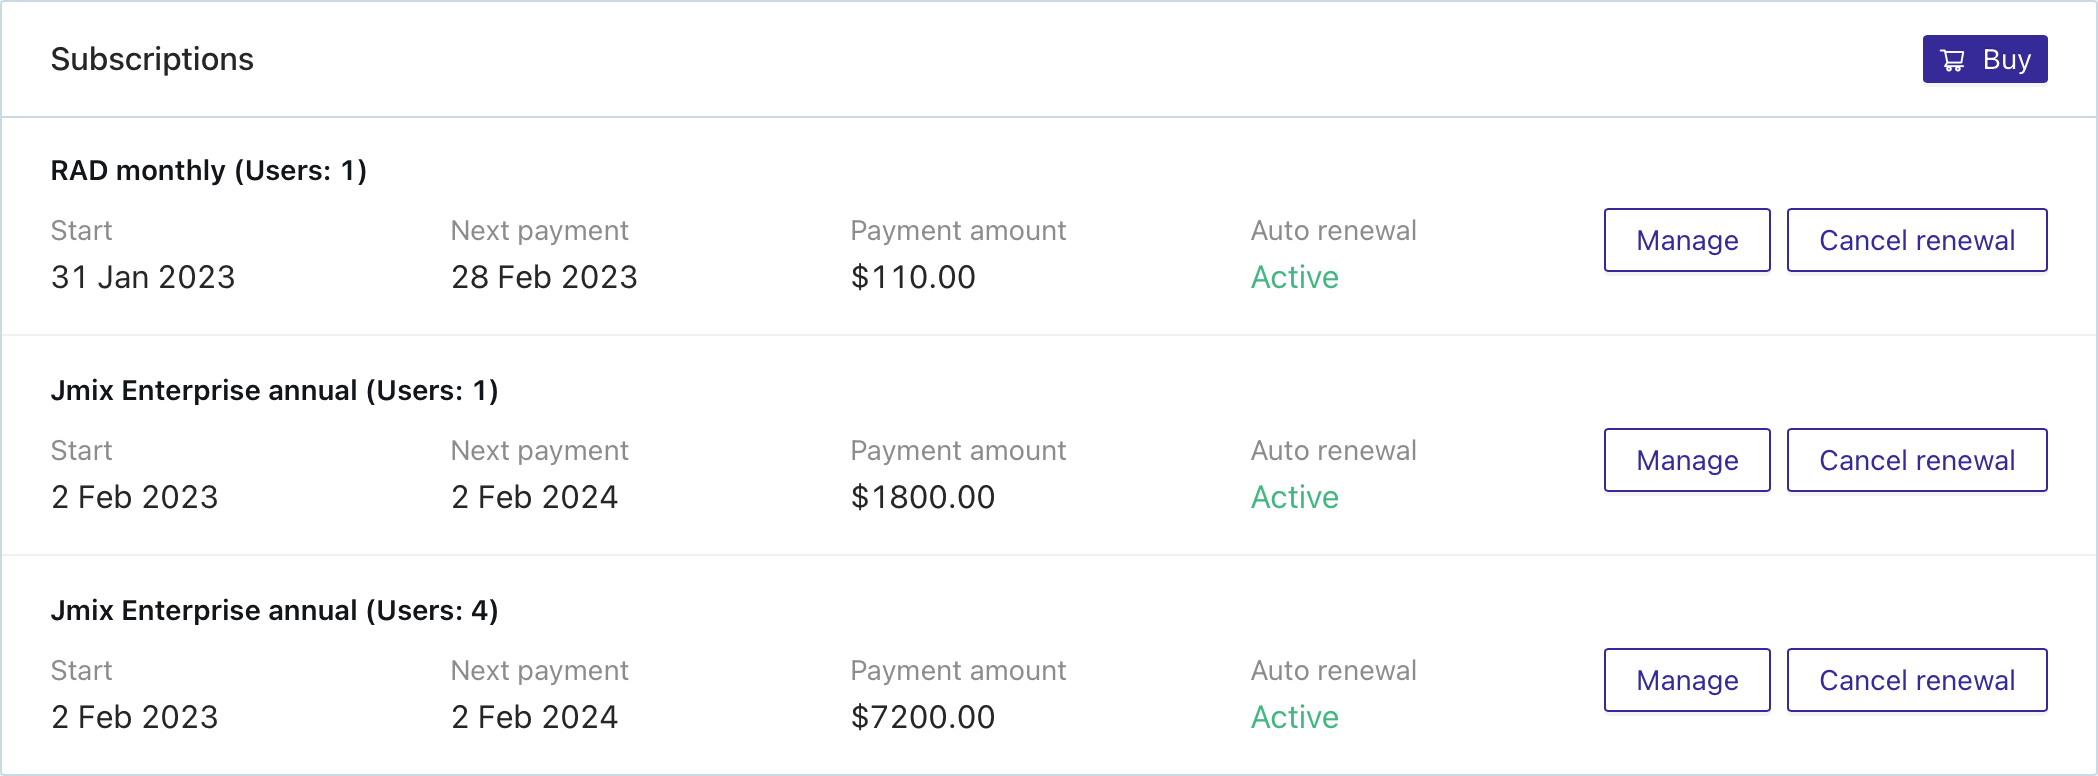 Subscriptions Buy
RAD monthly (Users: 1)
Start Next payment Payment amount Auto renewal Manage Cancel renewal
31 Jan 2023 28 Feb 2023 $110.00 Active
Jmix Enterprise annual (Users: 1)
Start Next payment Payment amount Auto renewal Manage Cancel renewal
2 Feb 2023 2 Feb 2024 $1800.00 Active
Jmix Enterprise annual (Users: 4)
Start Next payment Payment amount Auto renewal Manage Cancel renewal
2 Feb 2023 2 Feb 2024 $7200.00 Active